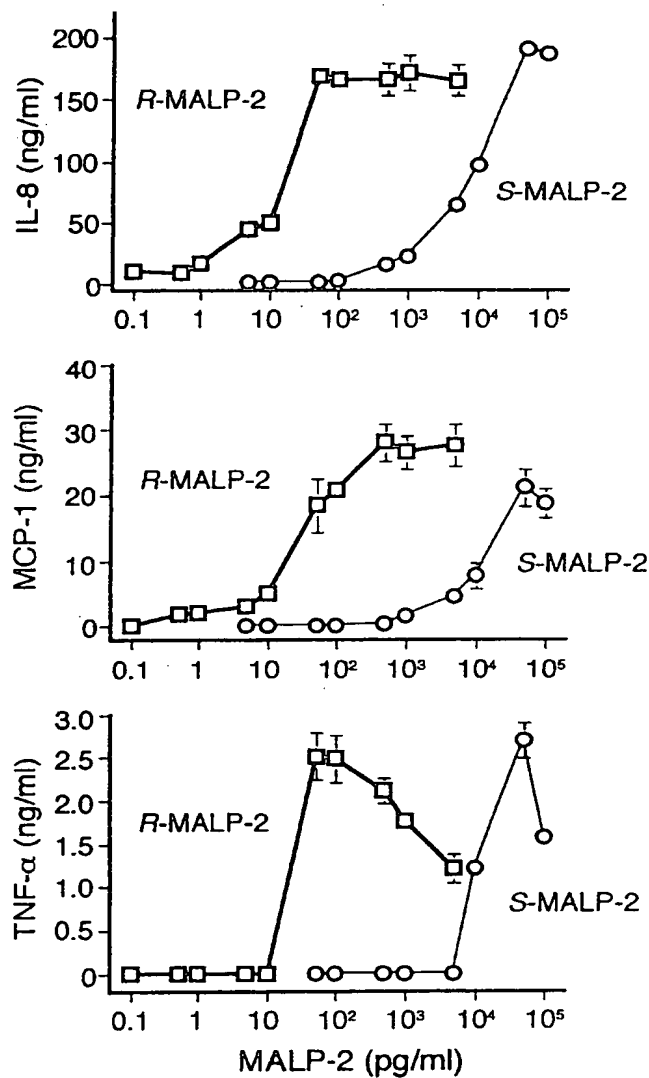 IL-8 (ng/ml)
200
150
100
50
0
R-MALP-2
S-MALP-2
0.1 1 10 10² 10³ 10⁴ 10⁵
MCP-1 (ng/ml)
40
30
20
10
0
R-MALP-2
S-MALP-2
0.1 1 10 10² 10³ 10⁴ 10⁵
TNF-α (ng/ml)
3.0
2.5
2.0
1.5
1.0
0.5
0
R-MALP-2
S-MALP-2
0.1 1 10 10² 10³ 10⁴ 10⁵
MALP-2 (pg/ml)